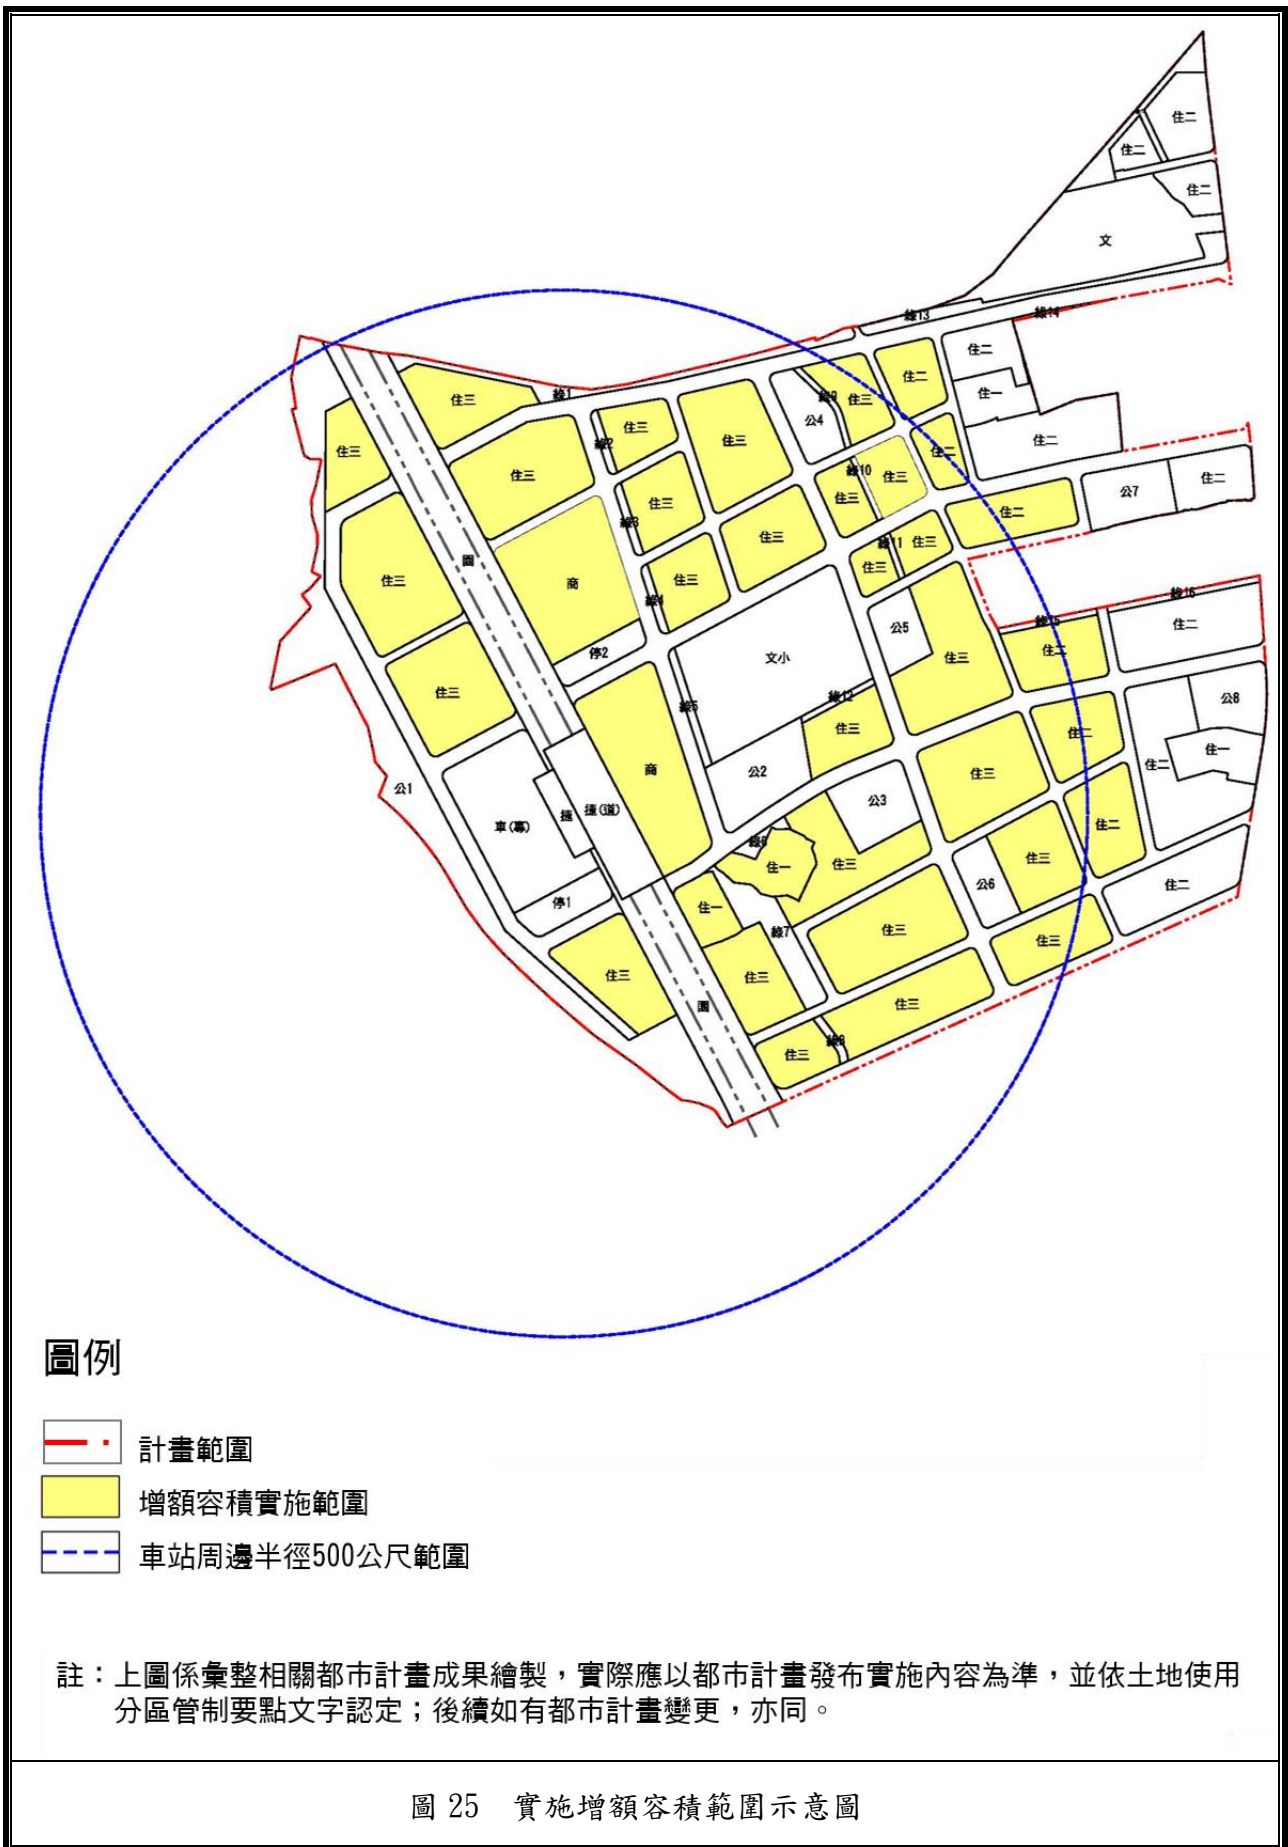 住二
住二
住二
文
綠13
綠14
住二
住二
住三
綠1
住三
綠9
住三
住一
公4
住三
綠2
住三
住二
住二
住三
住三
綠10
住三
住三
公7
住二
住三
綠3
住二
住三
園
綠11
住三
住三
住三
商
住三
綠4
綠16
綠15
住二
公5
停2
文小
住三
住二
住三
綠12
公8
綠5
住三
住二
住一
商
公2
住三
住二
公1
捷
捷(道)
公3
車(專)
住二
綠6
住一
住三
住三
公6
住二
停1
住一
綠7
住三
住三
住三
住三
園
住三
綠8
住三
圖例
計畫範圍
增額容積實施範圍
車站周邊半徑500公尺範圍
註：上圖係彙整相關都市計畫成果繪製，實際應以都市計畫發布實施內容為準，並依土地使用
分區管制要點文字認定；後續如有都市計畫變更，亦同。
圖 25　實施增額容積範圍示意圖